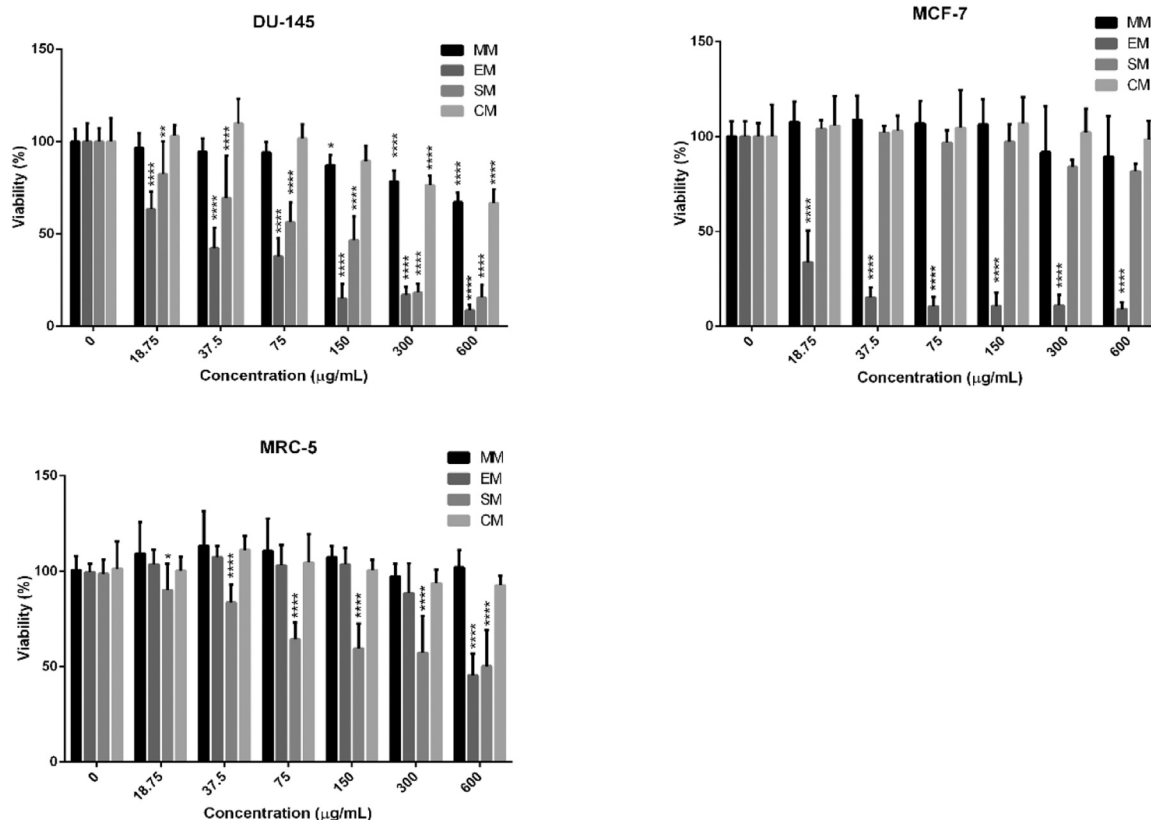 DU-145
150
100
50
0
Viability (%)
MM
EM
SM
CM
**** ** **** **** **** **** * **** **** **** **** **** **** **** **** **** ****
0 18.75 37.5 75 150 300 600
Concentration (μg/mL)
MCF-7
150
100
50
0
Viability (%)
MM
EM
SM
CM
**** **** **** **** **** ****
0 18.75 37.5 75 150 300 600
Concentration (μg/mL)
MRC-5
150
100
50
0
Viability (%)
MM
EM
SM
CM
* **** **** **** **** **** ****
0 18.75 37.5 75 150 300 600
Concentration (μg/mL)